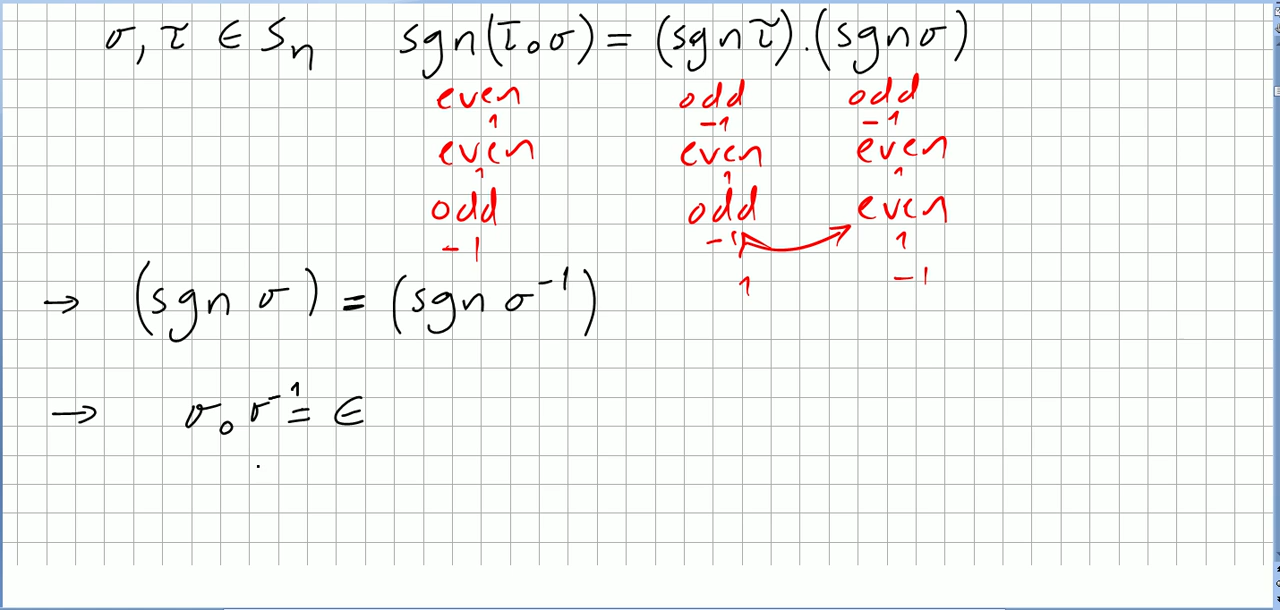 σ, τ ∈ Sn sgn(τ∘σ) = (sgn τ).(sgn σ)
even odd odd
1 -1 -1
even even even
1 1 1
odd odd even
-1 -1 1
1 -1
→ (sgn σ) = (sgn σ⁻¹)
→ σ∘σ⁻¹ = ∈